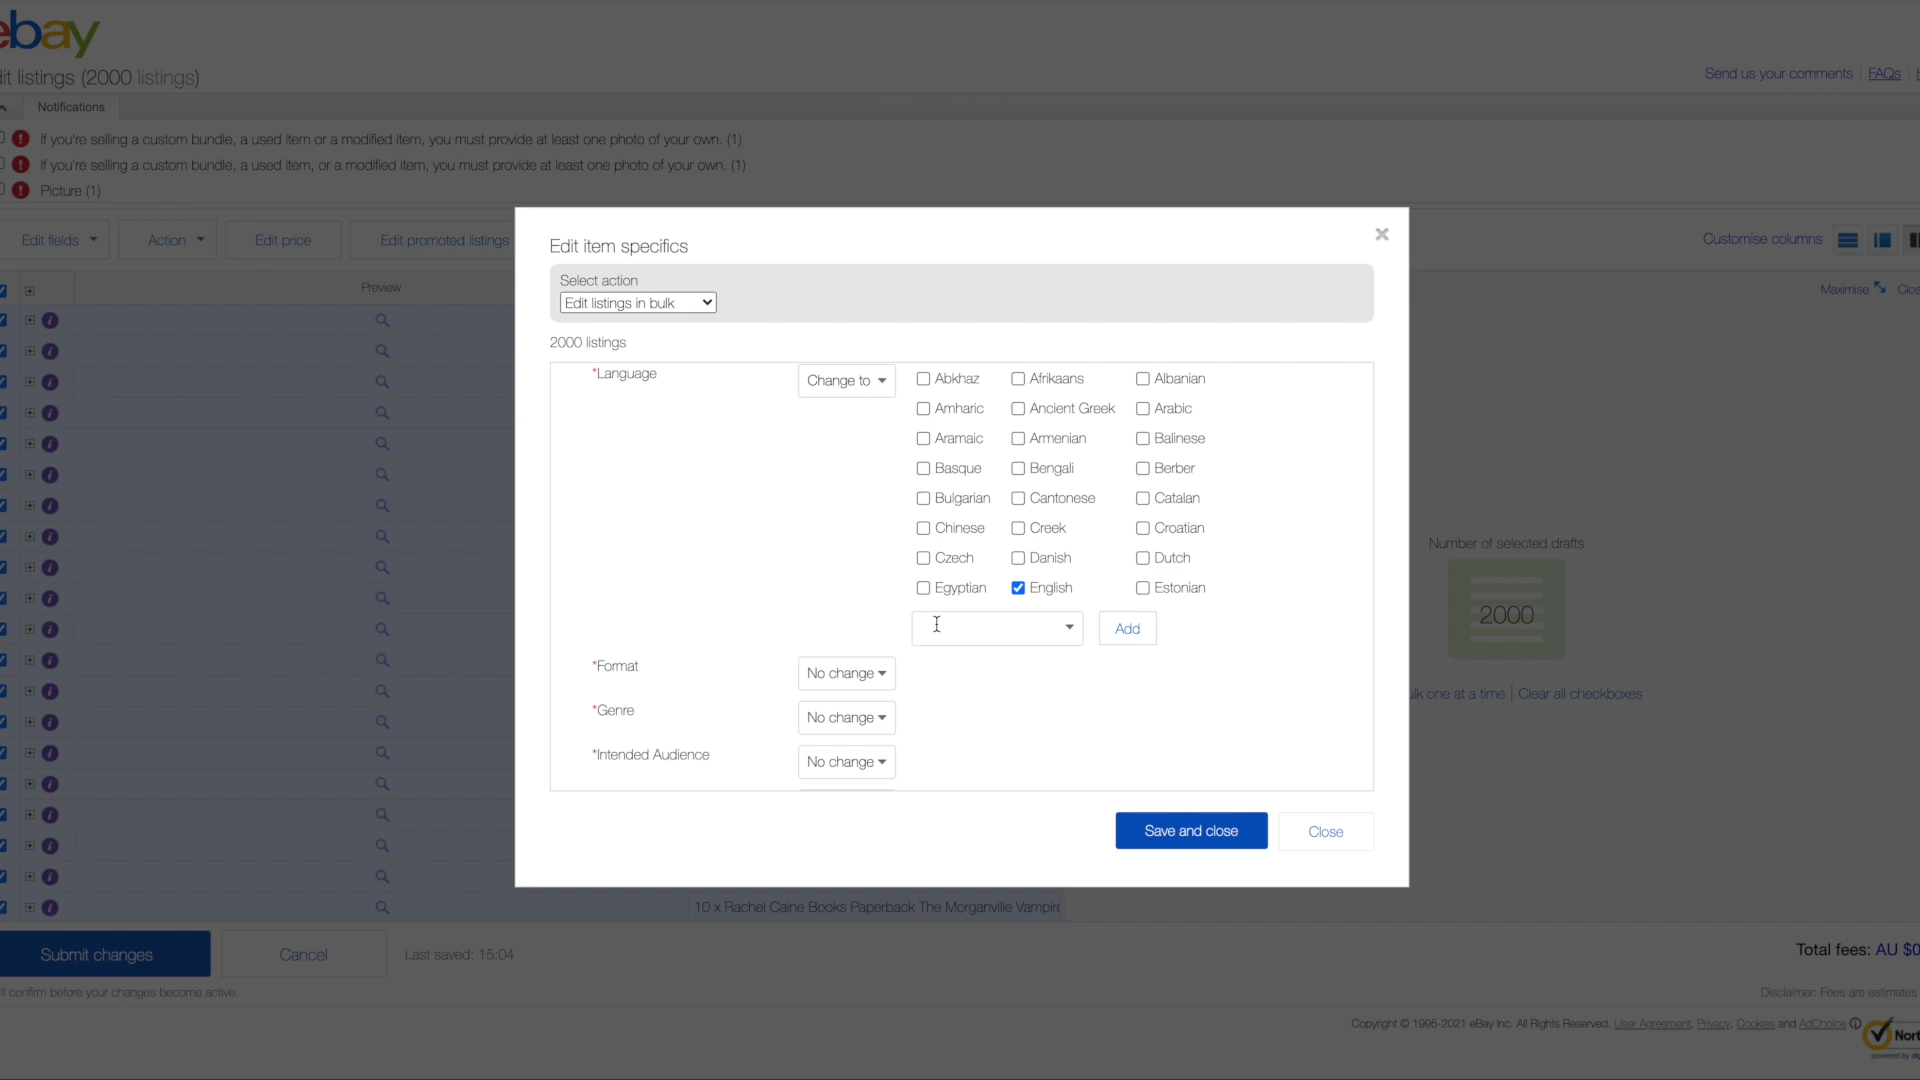 ebay
dit listings (2000 listings)
Send us your comments | FAQs
Notifications
If you're selling a custom bundle, a used item or a modified item, you must provide at least one photo of your own. (1)
If you're selling a custom bundle, a used item, or a modified item, you must provide at least one photo of your own. (1)
Picture (1)
Edit fields
Action
Edit price
Edit promoted listings
Customise columns
Preview
Maximise
Clos
Edit item specifics
Select action
Edit listings in bulk
2000 listings
*Language
Change to
Abkhaz Afrikaans Albanian
Amharic Ancient Greek Arabic
Aramaic Armenian Balinese
Basque Bengali Berber
Bulgarian Cantonese Catalan
Chinese Creek Croatian
Czech Danish Dutch
Egyptian English Estonian
Add
*Format No change
*Genre No change
*Intended Audience No change
Save and close
Close
Number of selected drafts
2000
ulk one at a time | Clear all checkboxes
10 x Rachel Caine Books Paperback The Morganville Vampire
Submit changes
Cancel
Last saved: 15:04
Total fees: AU $0
'll confirm before your changes become active.
Disclaimer: Fees are estimates
Copyright © 1995-2021 eBay Inc. All Rights Reserved. User Agreement, Privacy, Cookies and AdChoice
Nort
powered by di